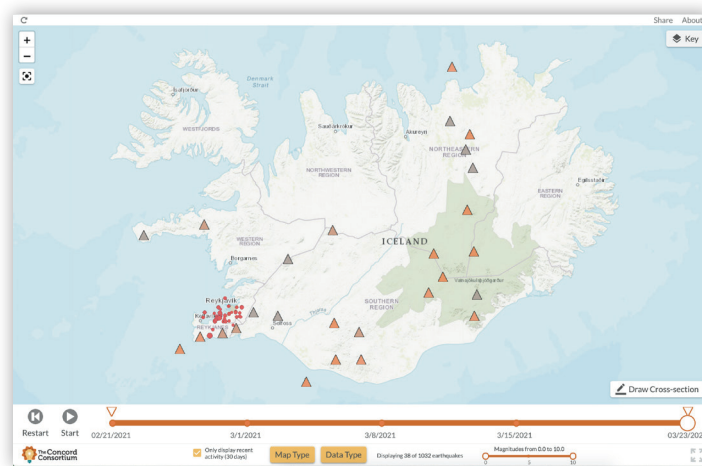 Share About
Key
+
−
Denmark
Strait
Ísafjörður
WESTFJORDS
Sauðárkrókur
Akureyri
NORTHEASTERN
REGION
NORTHWESTERN
REGION
Egilsstaðir
EASTERN
REGION
WESTERN
REGION
ICELAND
Borgarnes
Vatnajökulsþjóðgarður
Reykjavík
SOUTHERN
REGION
Þjórsá
Selfoss
Draw Cross-section
Restart
Start
02/21/2021
3/1/2021
3/8/2021
3/15/2021
03/23/202
The Concord
Consortium
Only display recent
activity (30 days)
Map Type
Data Type
Displaying 38 of 1032 earthquakes
Magnitudes from 0.0 to 10.0
0 5 10